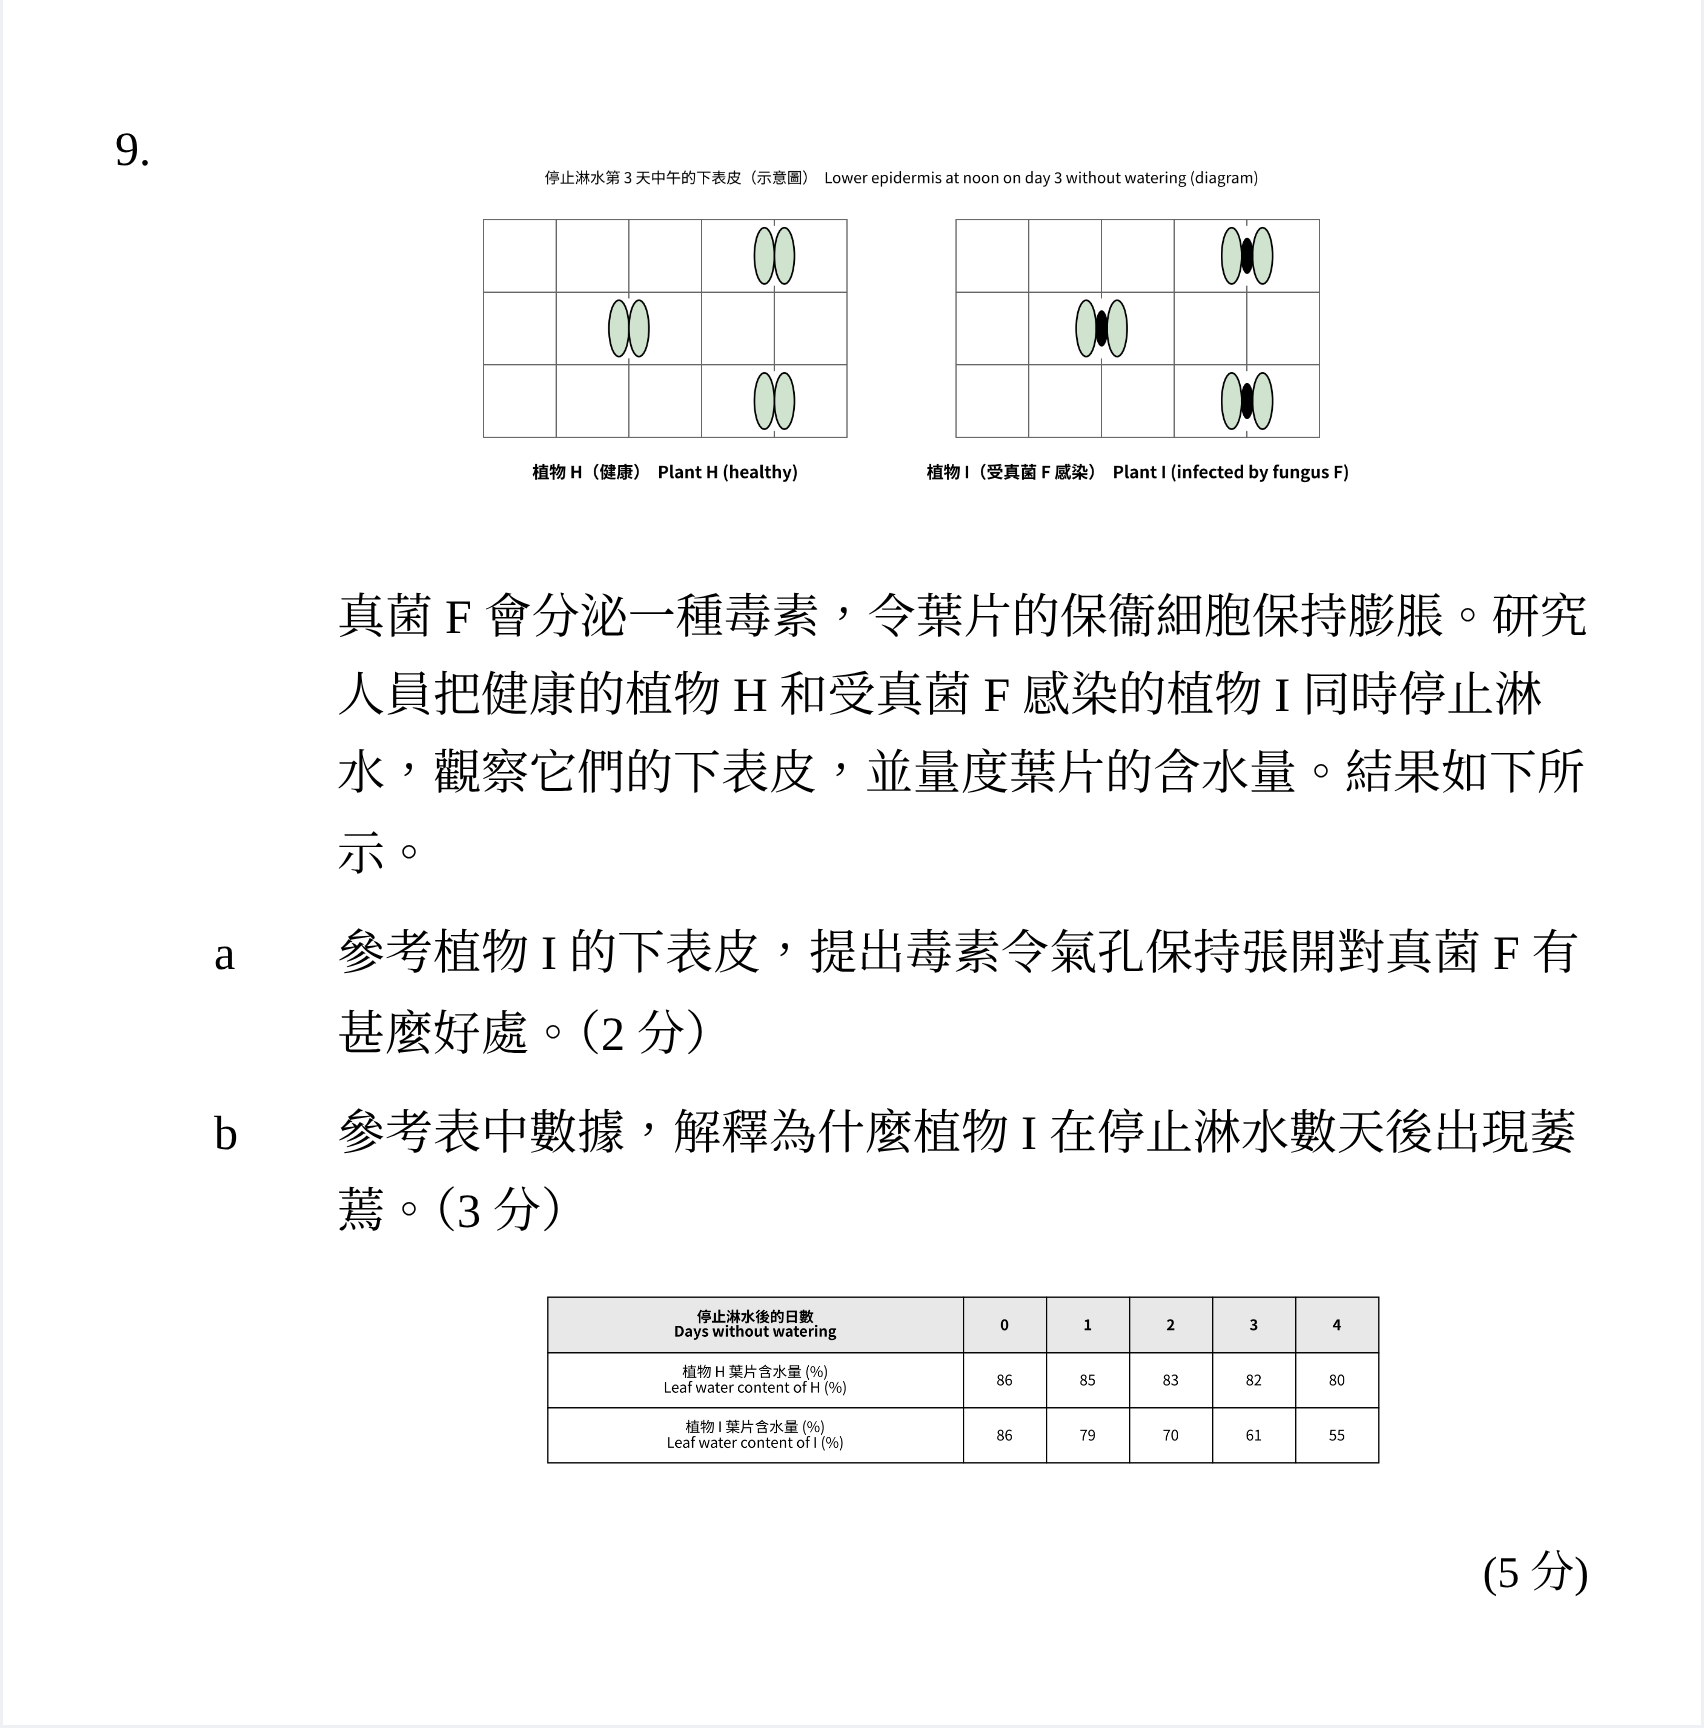 9.
停止淋水第 3 天中午的下表皮（示意圖） Lower epidermis at noon on day 3 without watering (diagram)
植物 H（健康） Plant H (healthy)
植物 I（受真菌 F 感染） Plant I (infected by fungus F)
真菌 F 會分泌一種毒素，令葉片的保衞細胞保持膨脹。研究
人員把健康的植物 H 和受真菌 F 感染的植物 I 同時停止淋
水，觀察它們的下表皮，並量度葉片的含水量。結果如下所
示。
a 參考植物 I 的下表皮，提出毒素令氣孔保持張開對真菌 F 有
甚麼好處。（2 分）
b 參考表中數據，解釋為什麼植物 I 在停止淋水數天後出現萎
蔫。（3 分）
停止淋水後的日數
Days without watering 0 1 2 3 4
植物 H 葉片含水量 (%)
Leaf water content of H (%) 86 85 83 82 80
植物 I 葉片含水量 (%)
Leaf water content of I (%) 86 79 70 61 55
(5 分)